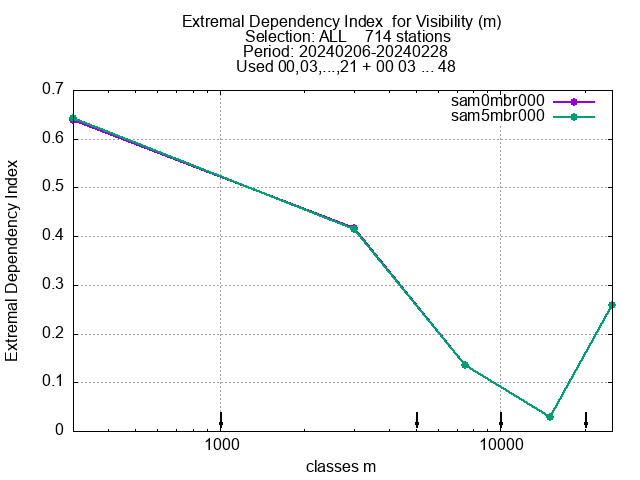 Extremal Dependency Index  for Visibility (m)
Selection: ALL    714 stations
Period: 20240206-20240228
Used 00,03,...,21 + 00 03 ... 48
sam0mbr000
sam5mbr000
0.7
0.6
0.5
0.4
0.3
0.2
0.1
0
Extremal Dependency Index
1000 10000
classes m